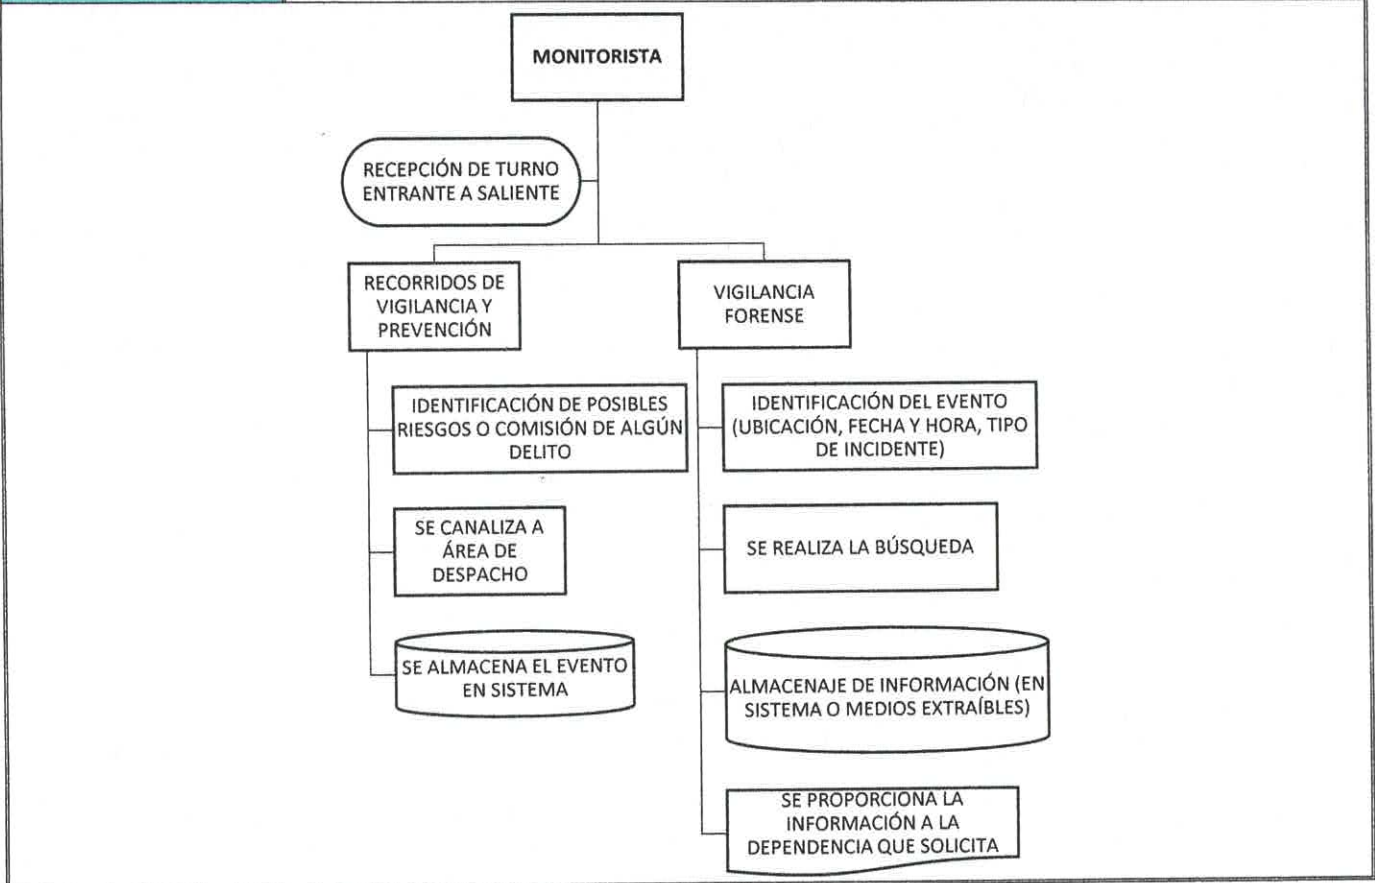 MONITORISTA
RECEPCIÓN DE TURNO
ENTRANTE A SALIENTE
RECORRIDOS DE
VIGILANCIA Y
PREVENCIÓN
IDENTIFICACIÓN DE POSIBLES
RIESGOS O COMISIÓN DE ALGÚN
DELITO
SE CANALIZA A
ÁREA DE
DESPACHO
SE ALMACENA EL EVENTO
EN SISTEMA
VIGILANCIA
FORENSE
IDENTIFICACIÓN DEL EVENTO
(UBICACIÓN, FECHA Y HORA, TIPO
DE INCIDENTE)
SE REALIZA LA BÚSQUEDA
ALMACENAJE DE INFORMACIÓN (EN
SISTEMA O MEDIOS EXTRAÍBLES)
SE PROPORCIONA LA
INFORMACIÓN A LA
DEPENDENCIA QUE SOLICITA